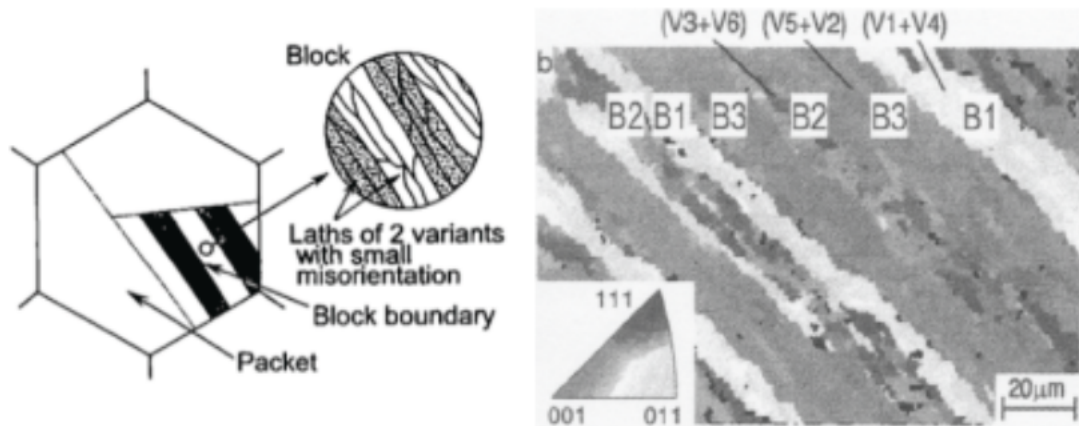 Block
Laths of 2 variants
with small
misorientation
Block boundary
Packet
(V3+V6) (V5+V2) (V1+V4)
b
B2 B1 B3 B2 B3 B1
111
001 011
20μm